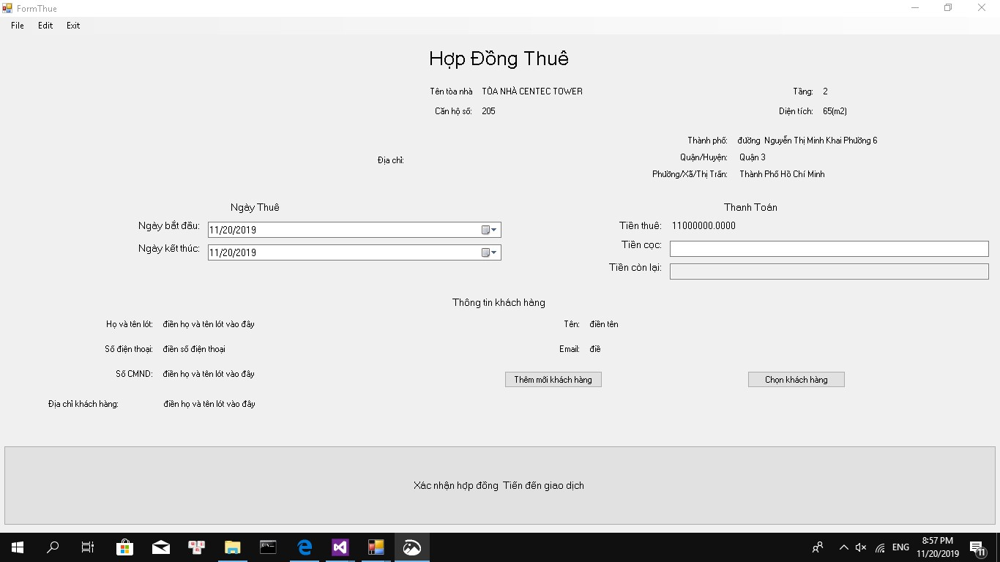 FormThue
File Edit Exit
Hợp Đồng Thuê
Tên tòa nhà TÒA NHÀ CENTEC TOWER Tầng: 2
Căn hộ số: 205 Diện tích: 65(m2)
Thành phố: đường Nguyễn Thị Minh Khai Phường 6
Địa chỉ: Quận/Huyện: Quận 3
Phường/Xã/Thị Trấn: Thành Phố Hồ Chí Minh
Ngày Thuê Thanh Toán
Ngày bắt đầu: 11/20/2019 Tiền thuê: 11000000.0000
Ngày kết thúc: 11/20/2019 Tiền cọc:
Tiền còn lại:
Thông tin khách hàng
Họ và tên lót: điền họ và tên lót vào đây Tên: điền tên
Số điện thoại: điền số điện thoại Email: điề
Số CMND: điền họ và tên lót vào đây Thêm mới khách hàng Chọn khách hàng
Địa chỉ khách hàng: điền họ và tên lót vào đây
Xác nhận hợp đồng Tiến đến giao dịch
ENG 8:57 PM
11/20/2019 11